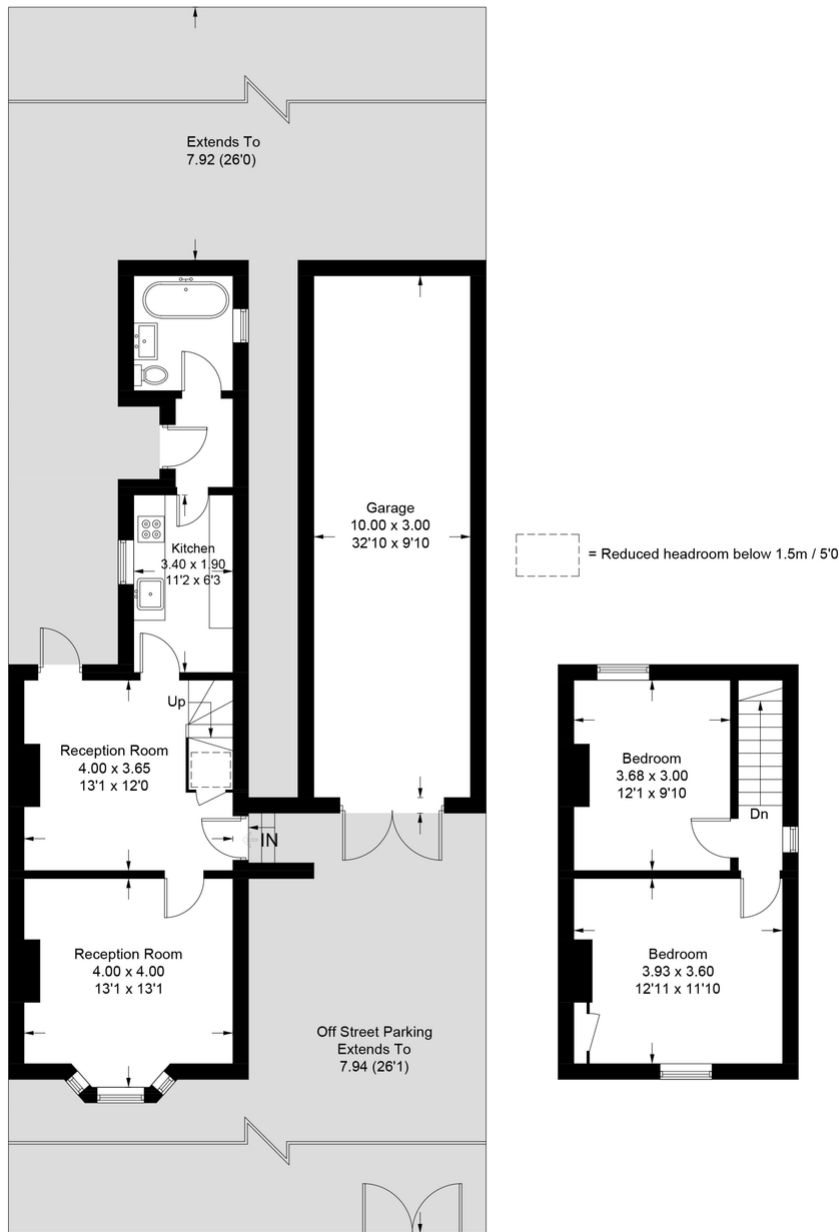 Extends To
7.92 (26'0)
Garage
10.00 x 3.00
32'10 x 9'10
Kitchen
3.40 x 1.90
11'2 x 6'3
= Reduced headroom below 1.5m / 5'0
Up
Reception Room
4.00 x 3.65
13'1 x 12'0
IN
Bedroom
3.68 x 3.00
12'1 x 9'10
Dn
Reception Room
4.00 x 4.00
13'1 x 13'1
Bedroom
3.93 x 3.60
12'11 x 11'10
Off Street Parking
Extends To
7.94 (26'1)